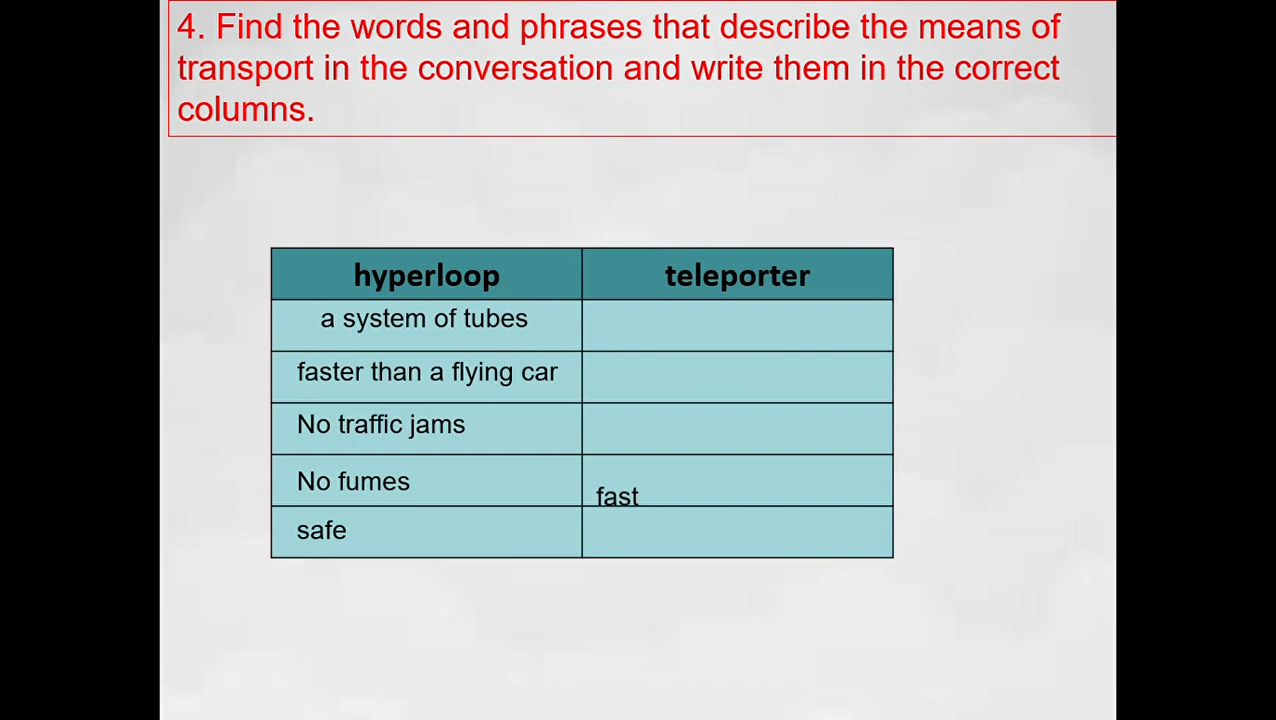 4. Find the words and phrases that describe the means of
transport in the conversation and write them in the correct
columns.
hyperloop
teleporter
a system of tubes
faster than a flying car
No traffic jams
No fumes
fast
safe